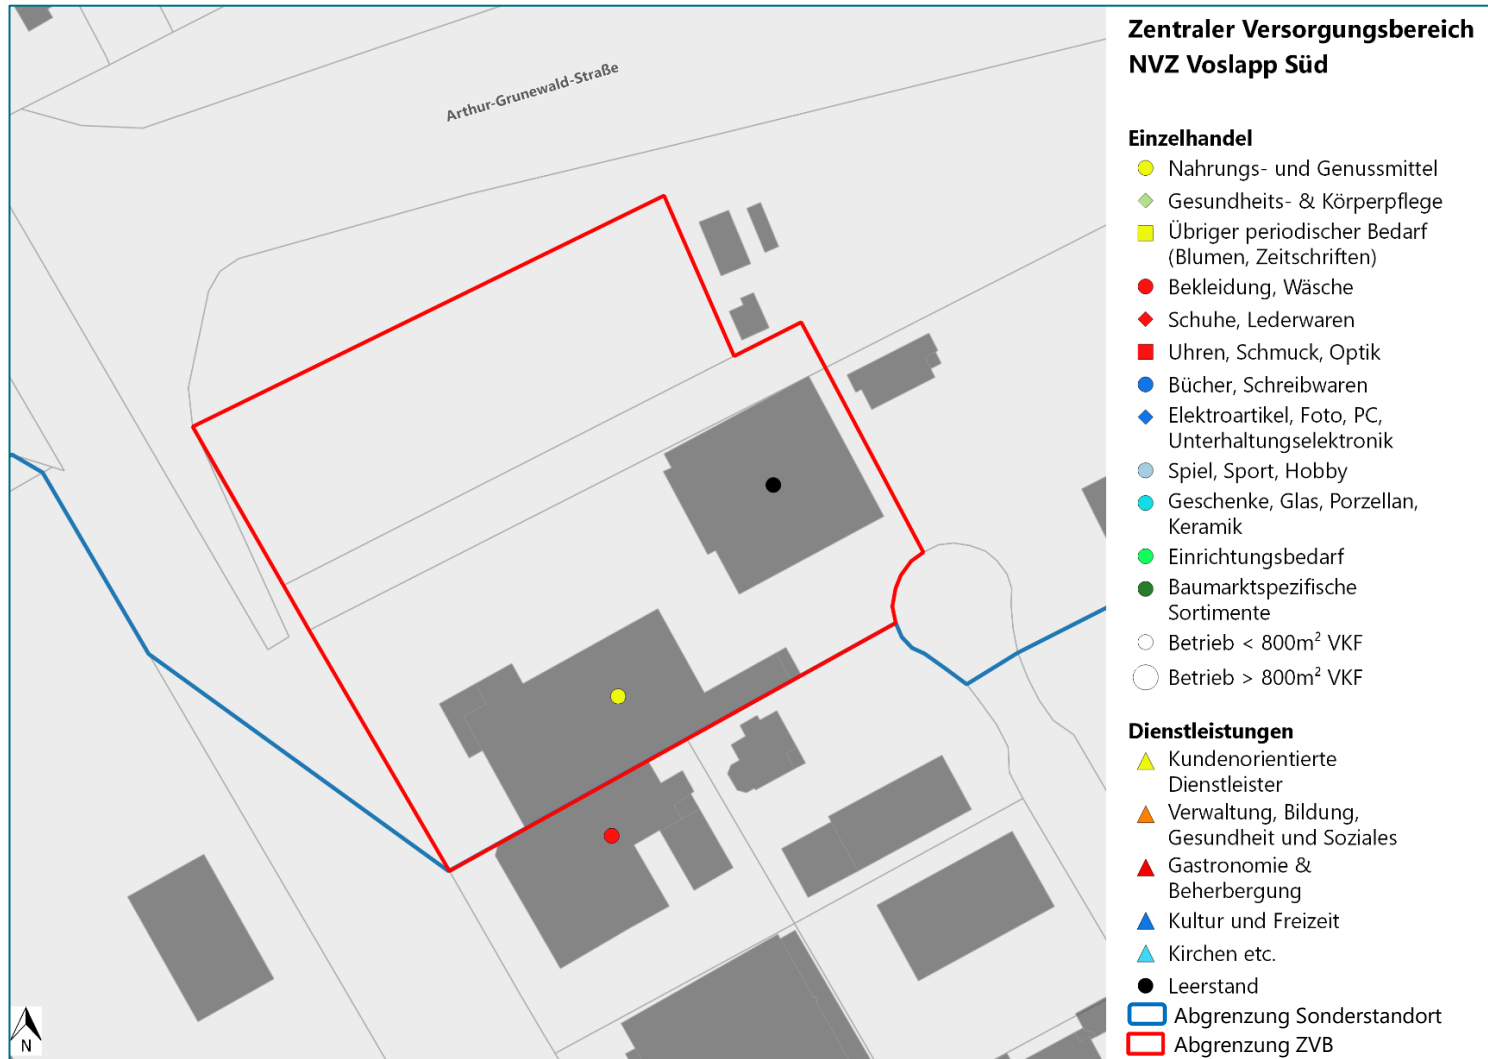 Arthur-Grunewald-Straße
N
Zentraler Versorgungsbereich
NVZ Voslapp Süd
Einzelhandel
Nahrungs- und Genussmittel
Gesundheits- & Körperpflege
Übriger periodischer Bedarf
(Blumen, Zeitschriften)
Bekleidung, Wäsche
Schuhe, Lederwaren
Uhren, Schmuck, Optik
Bücher, Schreibwaren
Elektroartikel, Foto, PC,
Unterhaltungselektronik
Spiel, Sport, Hobby
Geschenke, Glas, Porzellan,
Keramik
Einrichtungsbedarf
Baumarktspezifische
Sortimente
Betrieb < 800m² VKF
Betrieb > 800m² VKF
Dienstleistungen
Kundenorientierte
Dienstleister
Verwaltung, Bildung,
Gesundheit und Soziales
Gastronomie &
Beherbergung
Kultur und Freizeit
Kirchen etc.
Leerstand
Abgrenzung Sonderstandort
Abgrenzung ZVB